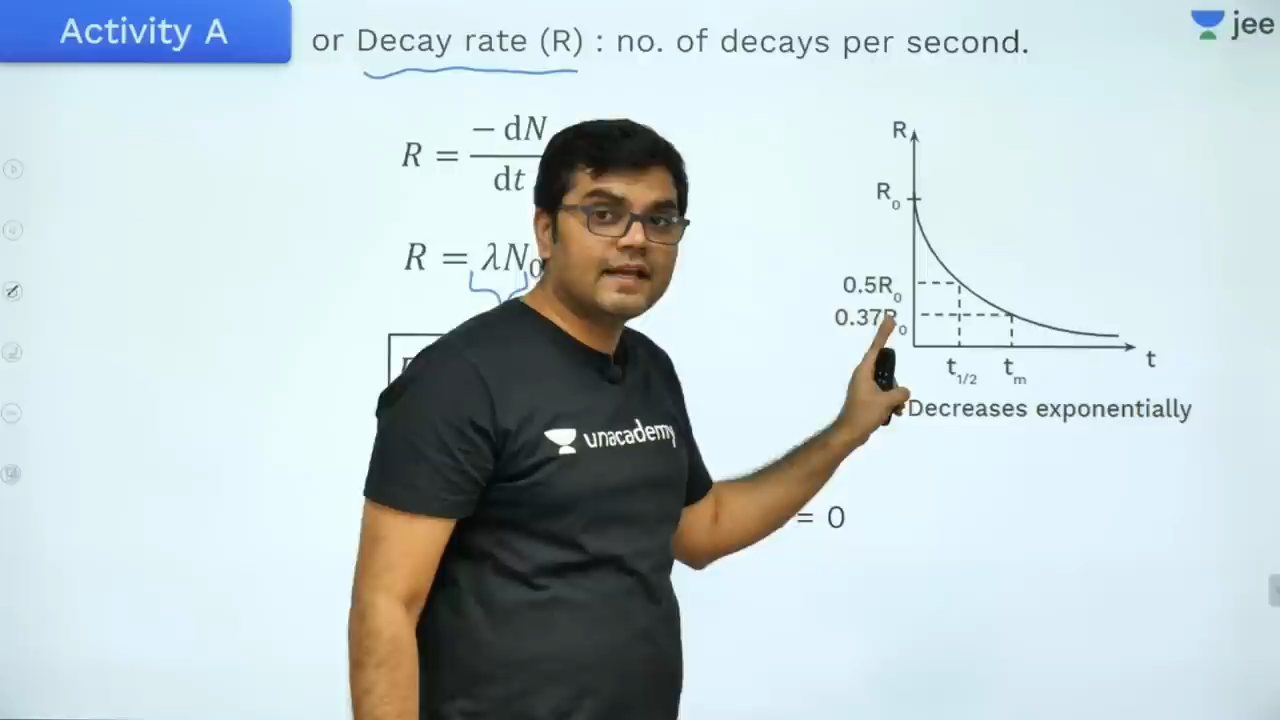 Activity A
or Decay rate (R) : no. of decays per second.
jee
R = − dN
dt
R = λN₀
R
R₀
0.5R₀
0.37R₀
t₁/₂
tₘ
t
Decreases exponentially
unacademy
= 0